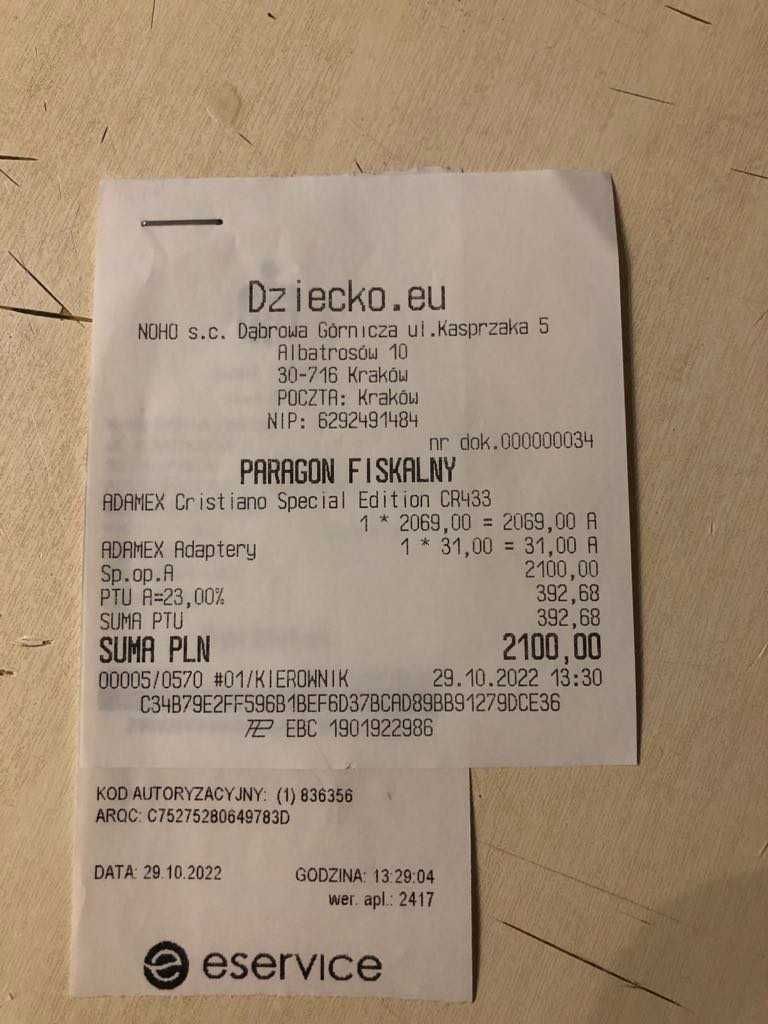 Dziecko.eu
NOHO s.c. Dąbrowa Górnicza ul.Kasprzaka 5
Albatrosów 10
30-716 Kraków
POCZTA: Kraków
NIP: 6292491484
nr dok.000000034
PARAGON FISKALNY
ADAMEX Cristiano Special Edition CR433
1 * 2069,00 = 2069,00 A
ADAMEX Adaptery 1 * 31,00 = 31,00 A
Sp.op.A 2100,00
PTU A=23,00% 392,68
SUMA PTU 392,68
SUMA PLN 2100,00
00005/0570 #01/KIEROWNIK 29.10.2022 13:30
C34B79E2FF596B1BEF6D37BCAD89BB91279DCE36
EBC 1901922986
KOD AUTORYZACYJNY: (1) 836356
ARQC: C75275280649783D
DATA: 29.10.2022 GODZINA: 13:29:04
wer. apl.: 2417
eservice